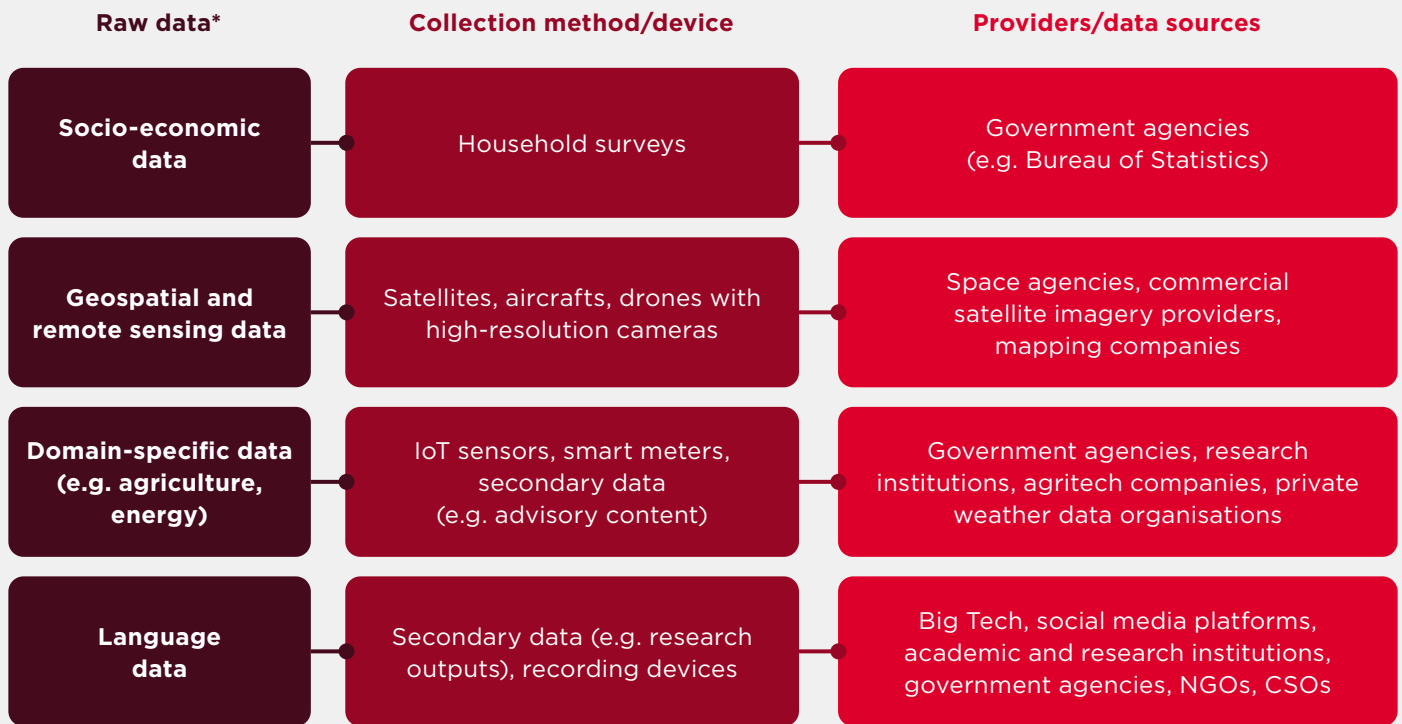 Raw data*
Collection method/device
Providers/data sources
Socio-economic
data
Household surveys
Government agencies
(e.g. Bureau of Statistics)
Geospatial and
remote sensing data
Satellites, aircrafts, drones with
high-resolution cameras
Space agencies, commercial
satellite imagery providers,
mapping companies
Domain-specific data
(e.g. agriculture,
energy)
IoT sensors, smart meters,
secondary data
(e.g. advisory content)
Government agencies, research
institutions, agritech companies, private
weather data organisations
Language
data
Secondary data (e.g. research
outputs), recording devices
Big Tech, social media platforms,
academic and research institutions,
government agencies, NGOs, CSOs